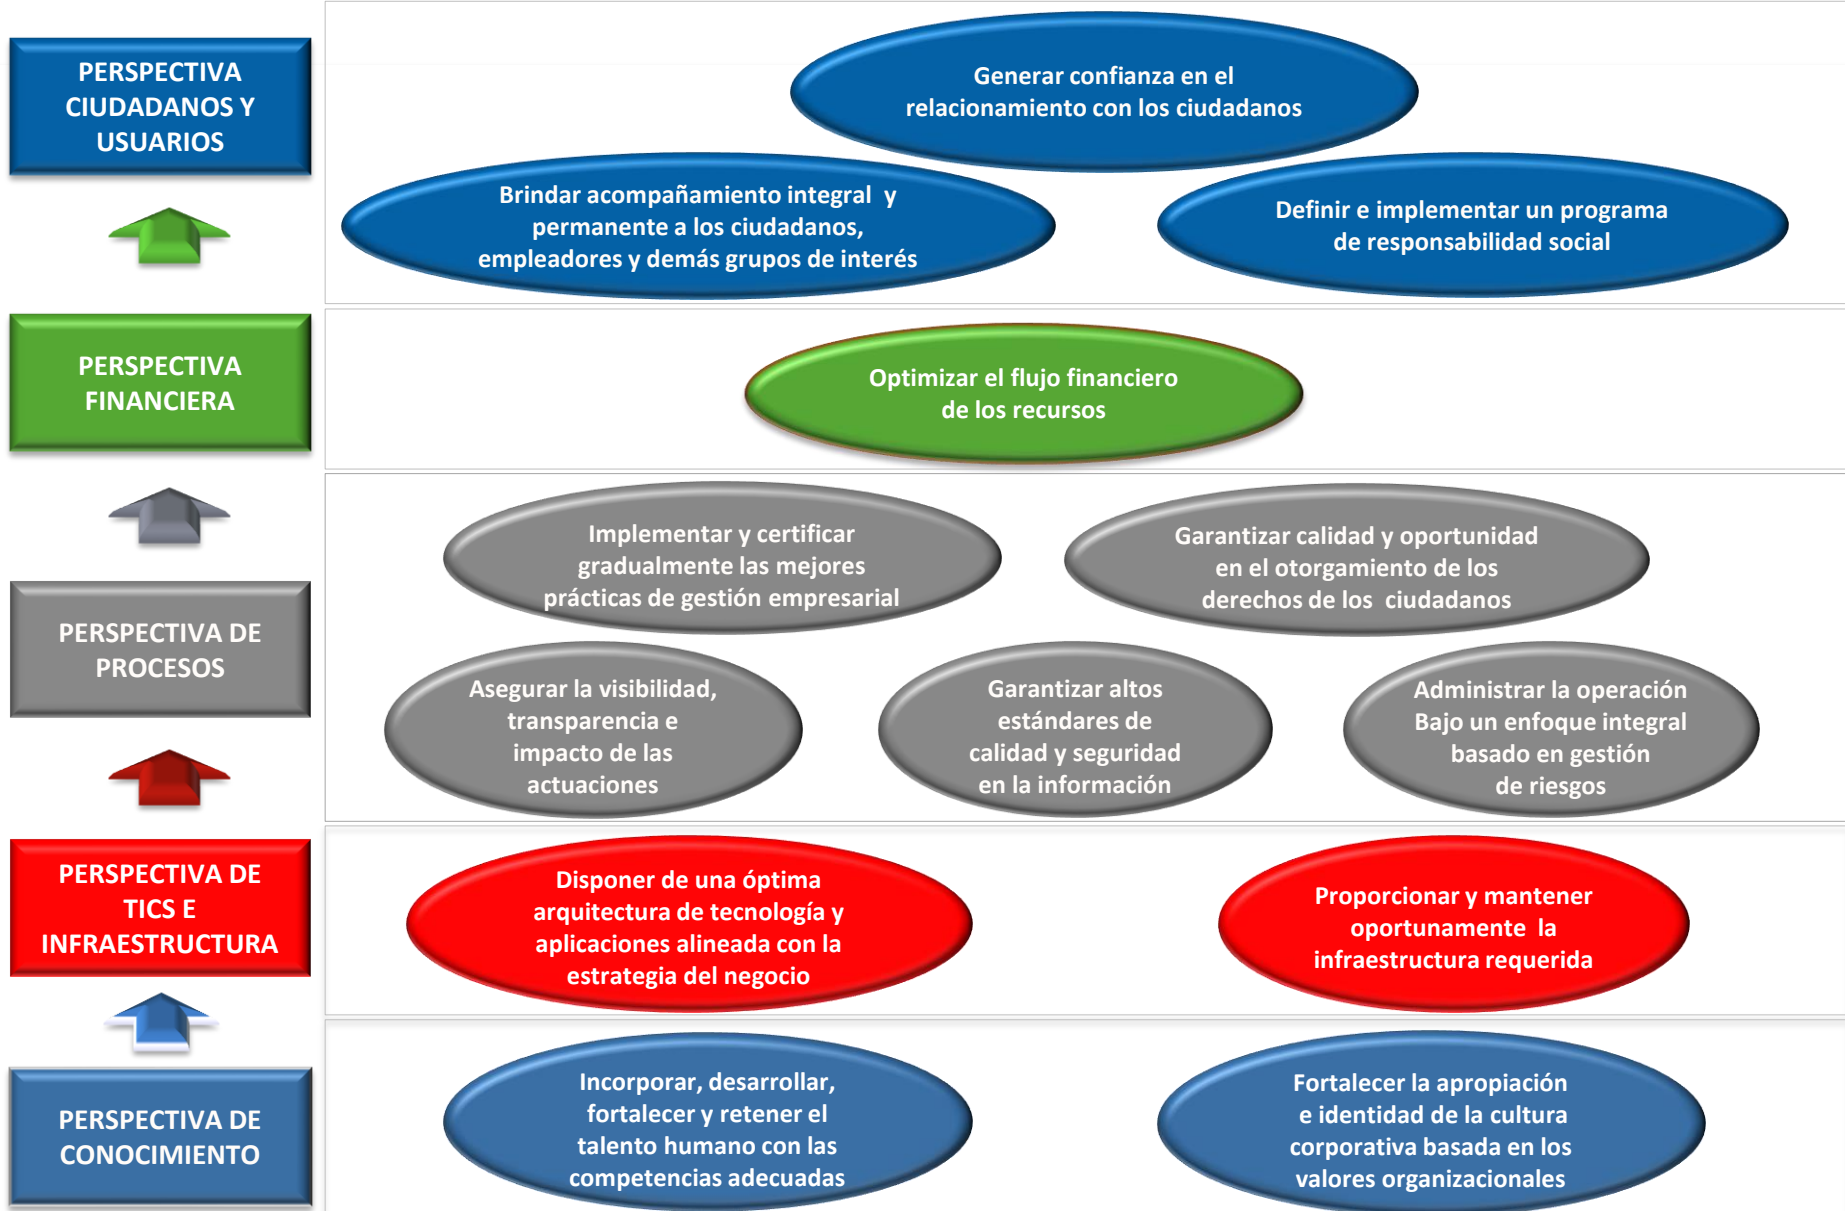 PERSPECTIVA
CIUDADANOS Y
USUARIOS
Generar confianza en el
relacionamiento con los ciudadanos
Brindar acompañamiento integral y
permanente a los ciudadanos,
empleadores y demás grupos de interés
Definir e implementar un programa
de responsabilidad social
PERSPECTIVA
FINANCIERA
Optimizar el flujo financiero
de los recursos
PERSPECTIVA DE
PROCESOS
Implementar y certificar
gradualmente las mejores
prácticas de gestión empresarial
Garantizar calidad y oportunidad
en el otorgamiento de los
derechos de los ciudadanos
Asegurar la visibilidad,
transparencia e
impacto de las
actuaciones
Garantizar altos
estándares de
calidad y seguridad
en la información
Administrar la operación
Bajo un enfoque integral
basado en gestión
de riesgos
PERSPECTIVA DE
TICS E
INFRAESTRUCTURA
Disponer de una óptima
arquitectura de tecnología y
aplicaciones alineada con la
estrategia del negocio
Proporcionar y mantener
oportunamente la
infraestructura requerida
PERSPECTIVA DE
CONOCIMIENTO
Incorporar, desarrollar,
fortalecer y retener el
talento humano con las
competencias adecuadas
Fortalecer la apropiación
e identidad de la cultura
corporativa basada en los
valores organizacionales